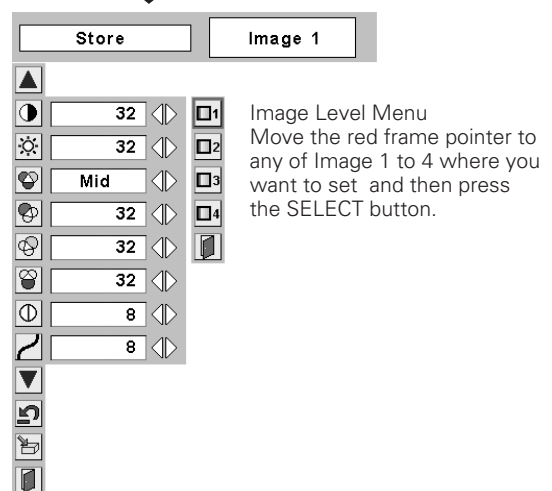 Store
Image 1
32
1
32
2
Mid
3
32
4
32
32
8
8
Image Level Menu
Move the red frame pointer to
any of Image 1 to 4 where you
want to set and then press
the SELECT button.